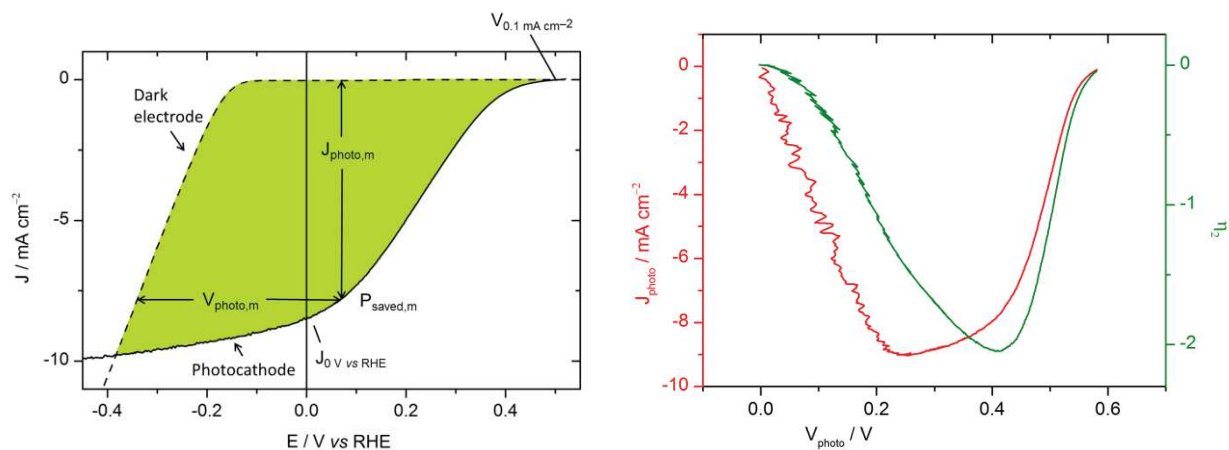 V0.1 mA cm–2
0
-5
-10
J / mA cm–2
Dark
electrode
Jphoto,m
Vphoto,m
Psaved,m
J0 V vs RHE
Photocathode
-0.4 -0.2 0.0 0.2 0.4
E / V vs RHE
0
-2
-4
-6
-8
-10
Jphoto / mA cm–2
0
-1
-2
η2
0.0 0.2 0.4 0.6
Vphoto / V